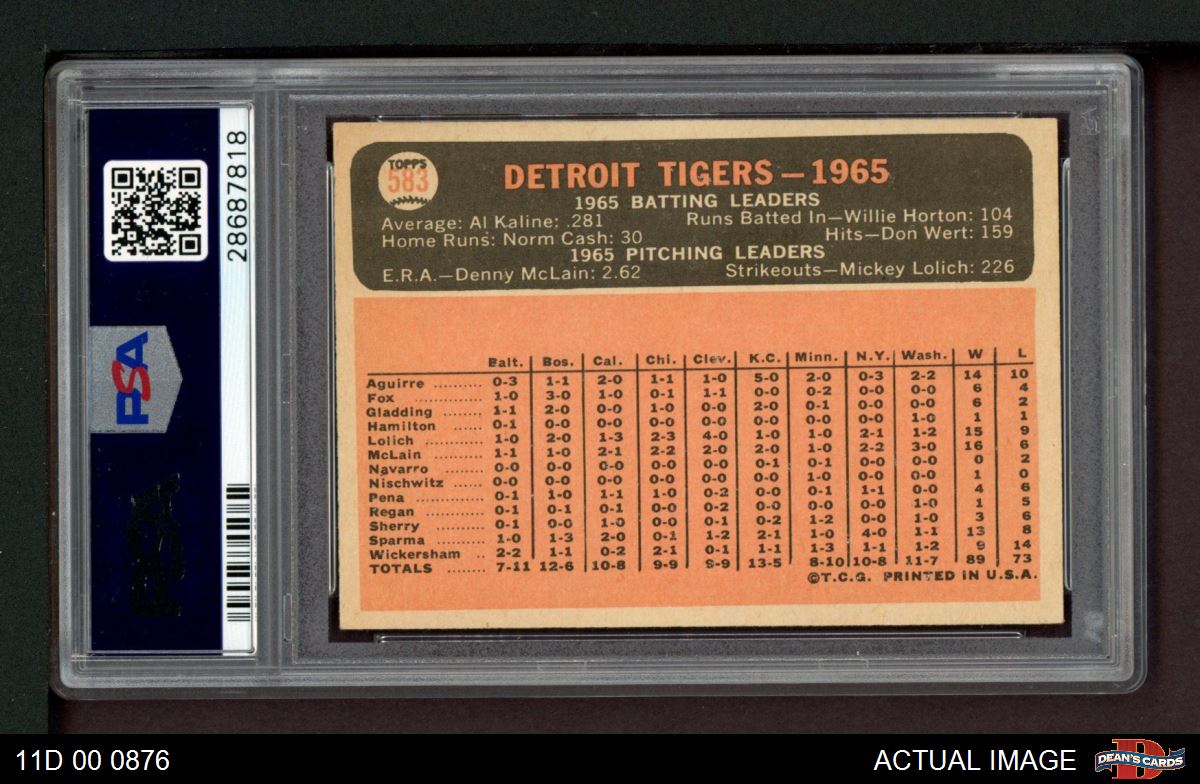 28687818
PSA
PSA
TOPPS
583
DETROIT TIGERS—1965
1965 BATTING LEADERS
Average: Al Kaline: .281 Runs Batted In—Willie Horton: 104
Home Runs: Norm Cash: 30 Hits—Don Wert: 159
1965 PITCHING LEADERS
E.R.A.—Denny McLain: 2.62 Strikeouts—Mickey Lolich: 226
Balt. Bos. Cal. Chi. Clev. K.C. Minn. N.Y. Wash. W L
Aguirre .......... 0-3 1-1 2-0 1-1 1-0 5-0 2-0 0-3 2-2 14 10
Fox ................ 1-0 3-0 1-0 0-1 1-1 0-0 0-2 0-0 0-0 6 4
Gladding ........ 1-1 2-0 0-0 1-0 0-0 2-0 0-1 0-0 0-0 6 2
Hamilton ....... 0-1 0-0 0-0 0-0 0-0 0-0 0-0 0-0 1-0 1 1
Lolich ............ 1-0 2-0 1-3 2-3 4-0 1-0 1-0 2-1 1-2 15 9
McLain .......... 1-1 1-0 2-1 2-2 2-0 2-0 1-0 2-2 3-0 16 6
Navarro ......... 0-0 0-0 0-0 0-0 0-0 0-1 0-1 0-0 0-0 0 2
Nischwitz ...... 0-0 0-0 0-0 0-0 0-0 0-0 1-0 0-0 0-0 1 0
Pena .............. 0-1 1-0 1-1 1-0 0-2 0-0 0-1 1-1 0-0 4 6
Regan ............ 0-1 0-1 0-1 0-0 0-2 0-0 0-0 0-0 1-0 1 5
Sherry ........... 0-1 0-0 1-0 0-0 0-1 0-2 1-2 0-0 1-0 3 6
Sparma .......... 1-0 1-3 2-0 0-1 1-2 2-1 1-0 4-0 1-1 13 8
Wickersham .. 2-2 1-1 0-2 2-1 0-1 1-1 1-3 1-1 1-2 9 14
TOTALS ....... 7-11 12-6 10-8 9-9 9-9 13-5 8-10 10-8 11-7 89 73
©T.C.G. PRINTED IN U.S.A.
11D 00 0876
ACTUAL IMAGE
D
DEAN'S CARDS